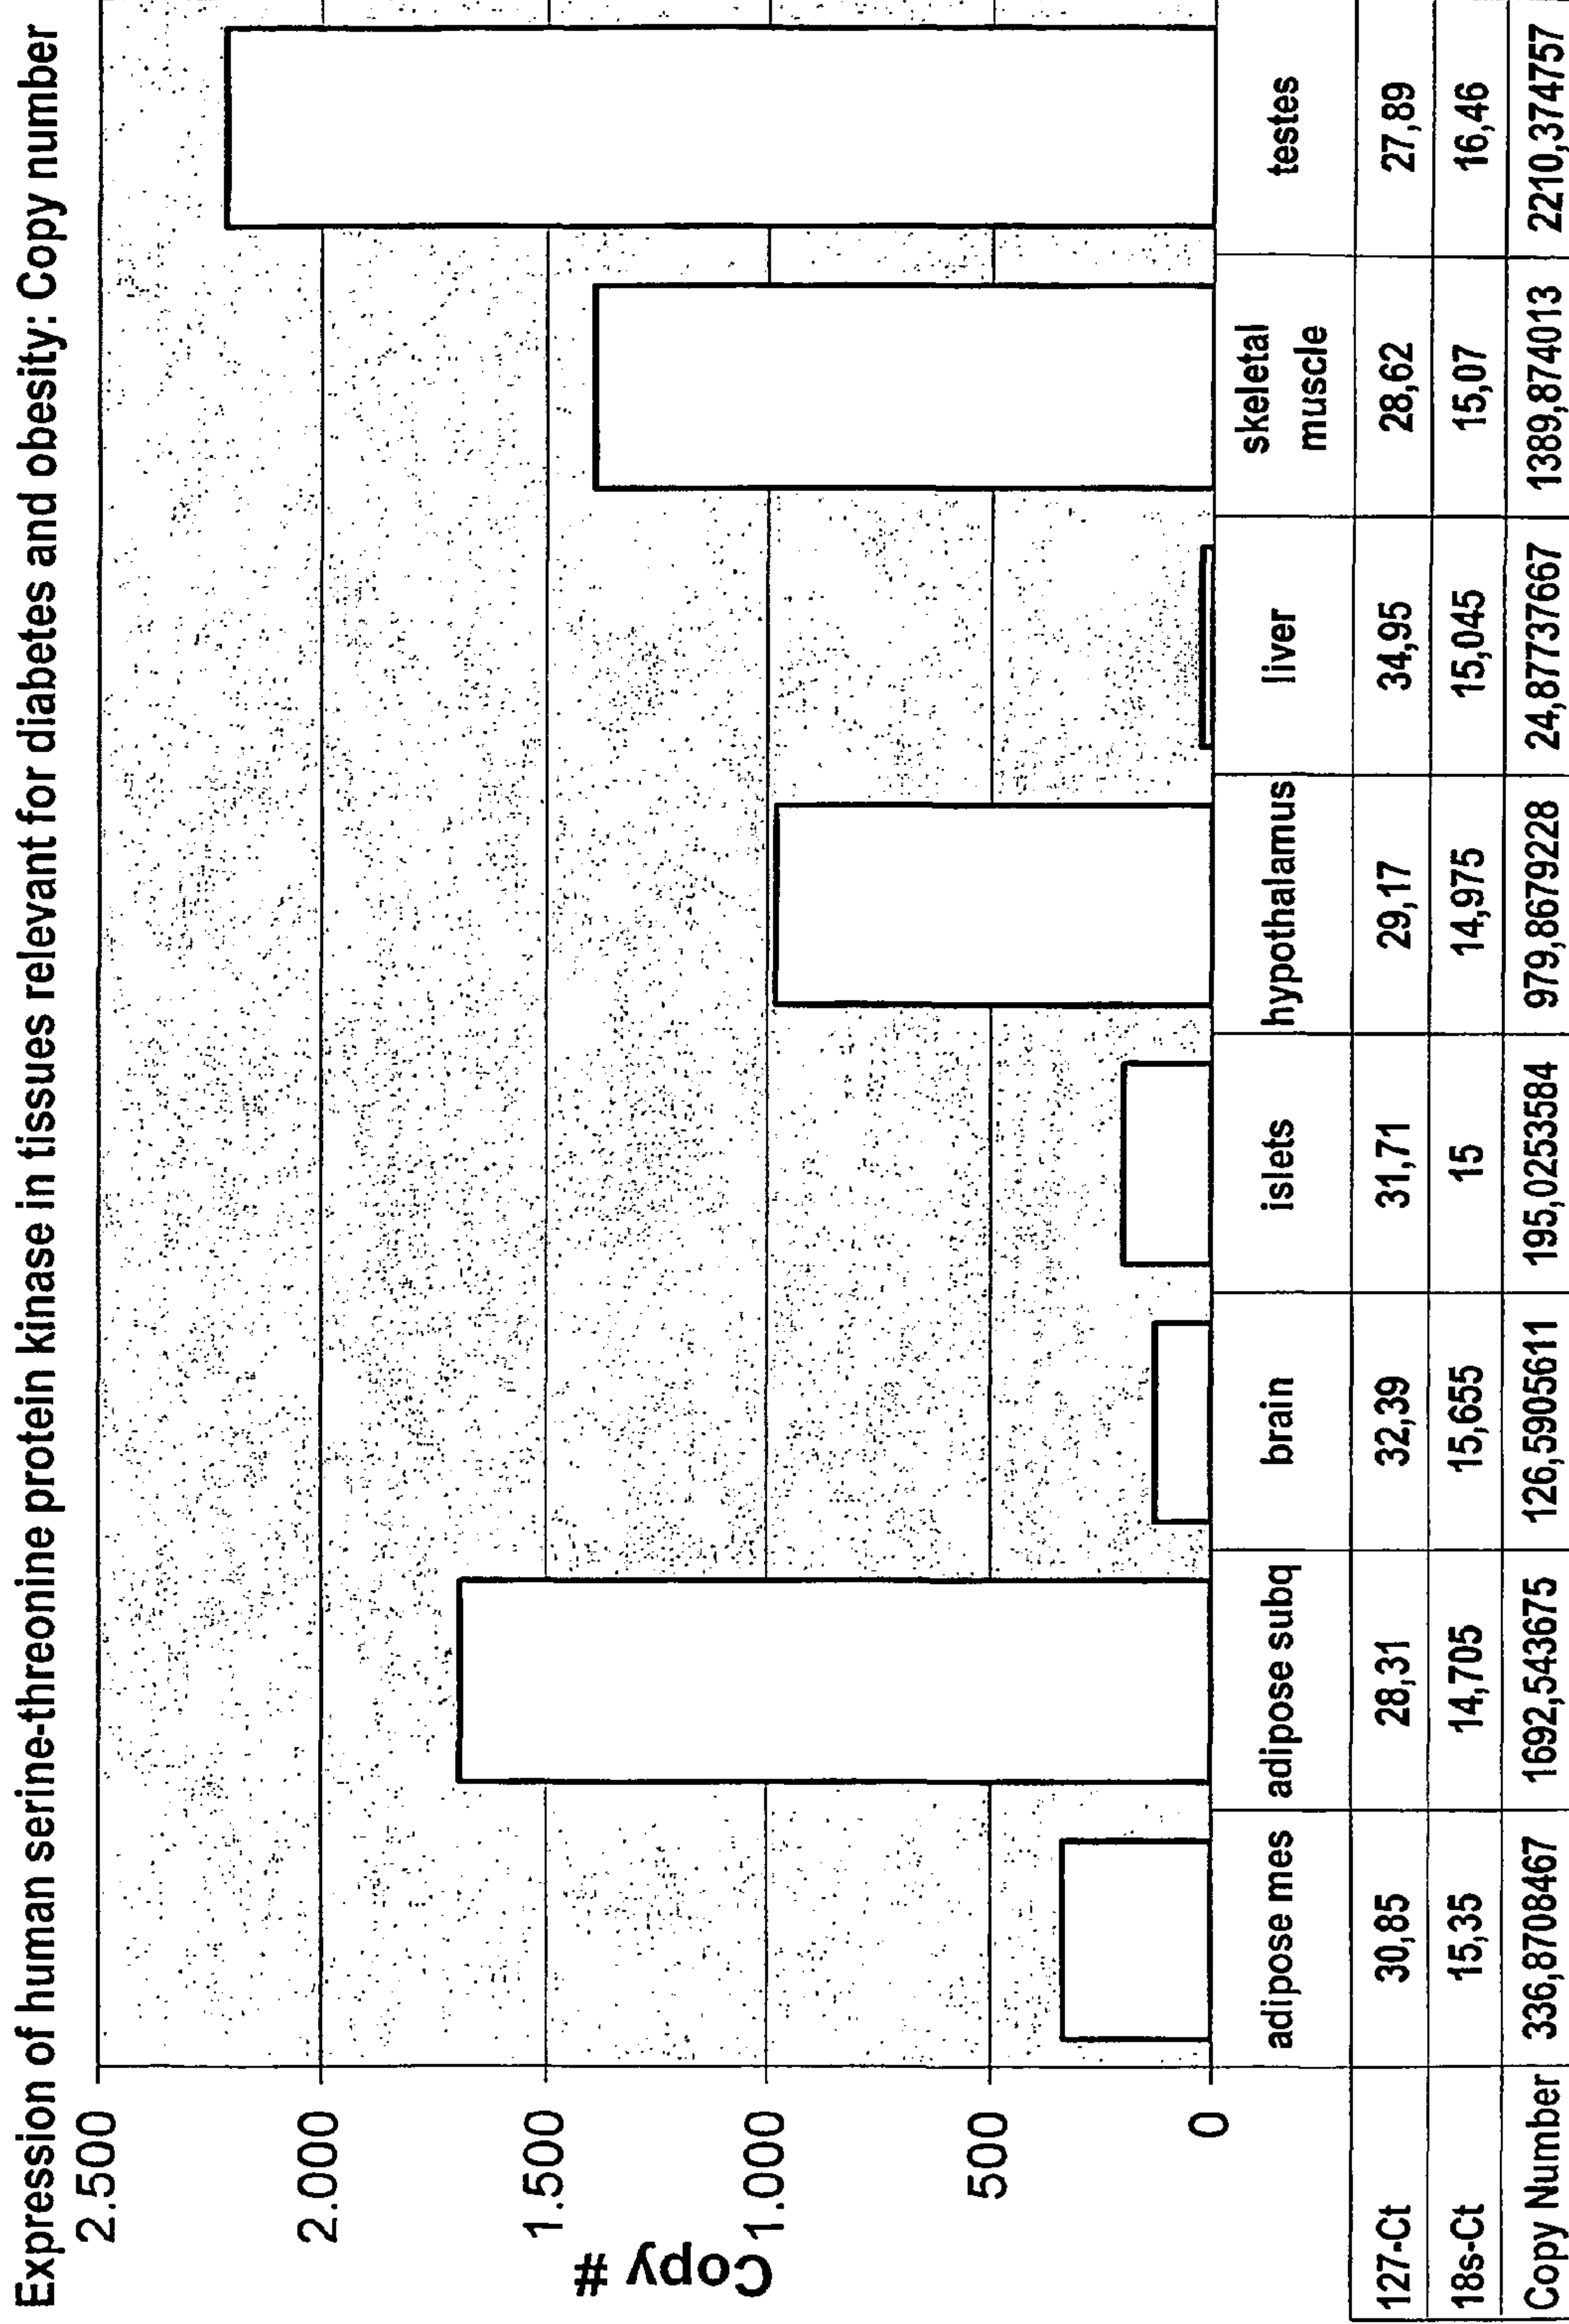 Expression of human serine-threonine protein kinase in tissues relevant for diabetes and obesity: Copy number
2.500
2.000
1.500
1.000
500
0
Copy #
adipose mes adipose subq brain islets hypothalamus liver skeletal muscle testes
127-Ct 30,85 28,31 32,39 31,71 29,17 34,95 28,62 27,89
18s-Ct 15,35 14,705 15,655 15 14,975 15,045 15,07 16,46
Copy Number 336,8708467 1692,543675 126,5905611 195,0253584 979,8679228 24,87737667 1389,874013 2210,374757